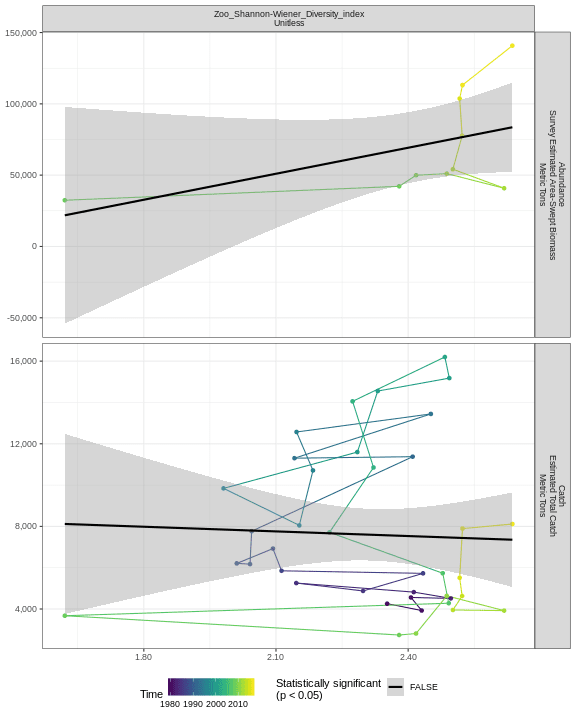 Zoo_Shannon-Wiener_Diversity_index
Unitless
150,000
100,000
50,000
0
-50,000
Abundance
Survey Estimated Area-Swept Biomass
Metric Tons
16,000
12,000
8,000
4,000
Catch
Estimated Total Catch
Metric Tons
1.80
2.10
2.40
Time
1980 1990 2000 2010
Statistically significant
(p < 0.05)
FALSE